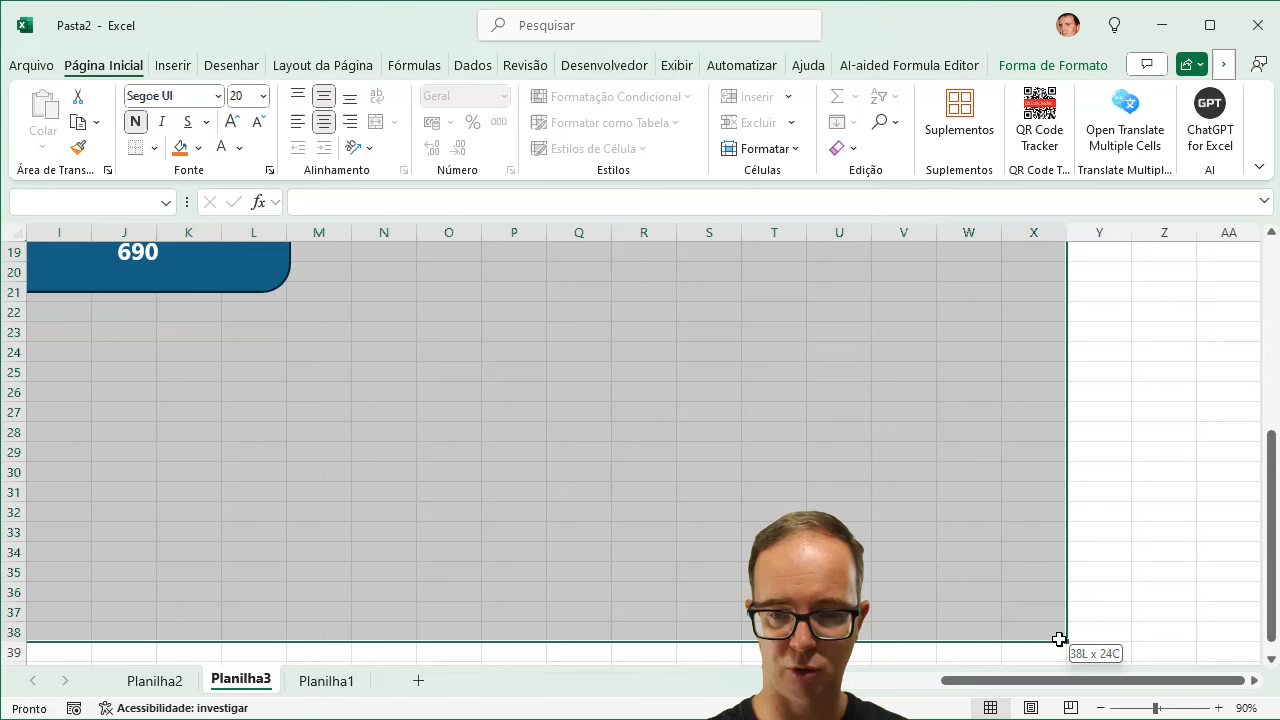 Pasta2 - Excel
Pesquisar
Arquivo Página Inicial Inserir Desenhar Layout da Página Fórmulas Dados Revisão Exibir Desenvolvedor Automatizar Ajuda AI-aided Formula Editor Forma de Formato
Colar
Área de Trans...
Segoe UI 20
N I S
Fonte
Alinhamento
Geral
% 000
Número
Formatação Condicional
Formatar como Tabela
Estilos de Célula
Estilos
Inserir
Excluir
Formatar
Células
Edição
Suplementos
Suplementos
QR Code
Tracker
QR Code T...
Open Translate
Multiple Cells
Translate Multipl...
GPT
ChatGPT
for Excel
AI
fx
I J K L M N O P Q R S T U V W X Y Z AA
19
690
20
21
22
23
24
25
26
27
28
29
30
31
32
33
34
35
36
37
38
39
38L x 24C
Planilha2 Planilha3 Planilha1
Pronto Acessibilidade: investigar 90%